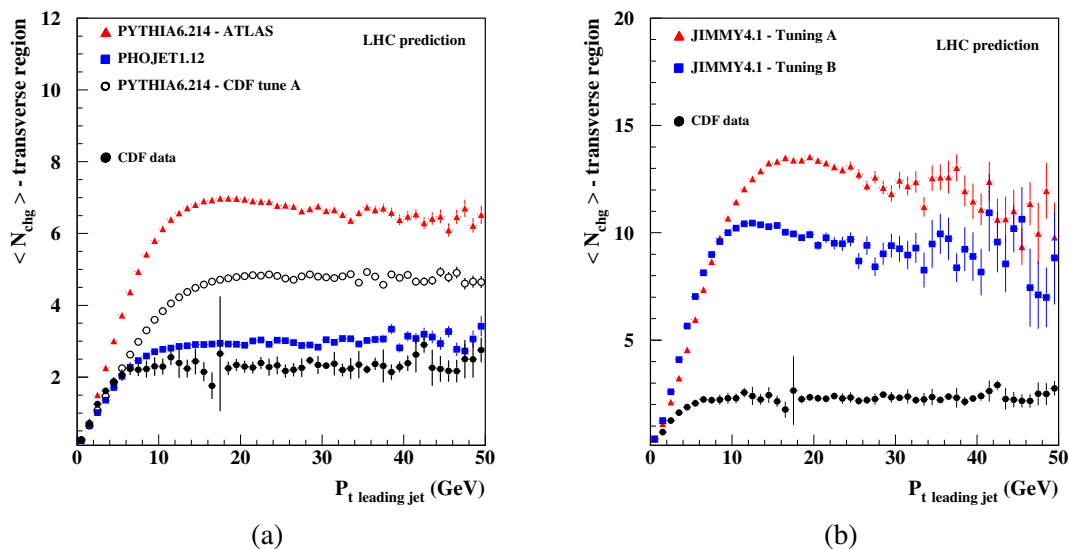 < N_chg > - transverse region
12
10
8
6
4
2
PYTHIA6.214 - ATLAS
PHOJET1.12
PYTHIA6.214 - CDF tune A
CDF data
LHC prediction
0
10
20
30
40
50
P_t leading jet (GeV)
(a)
< N_chg > - transverse region
20
15
10
5
JIMMY4.1 - Tuning A
JIMMY4.1 - Tuning B
CDF data
LHC prediction
0
10
20
30
40
50
P_t leading jet (GeV)
(b)